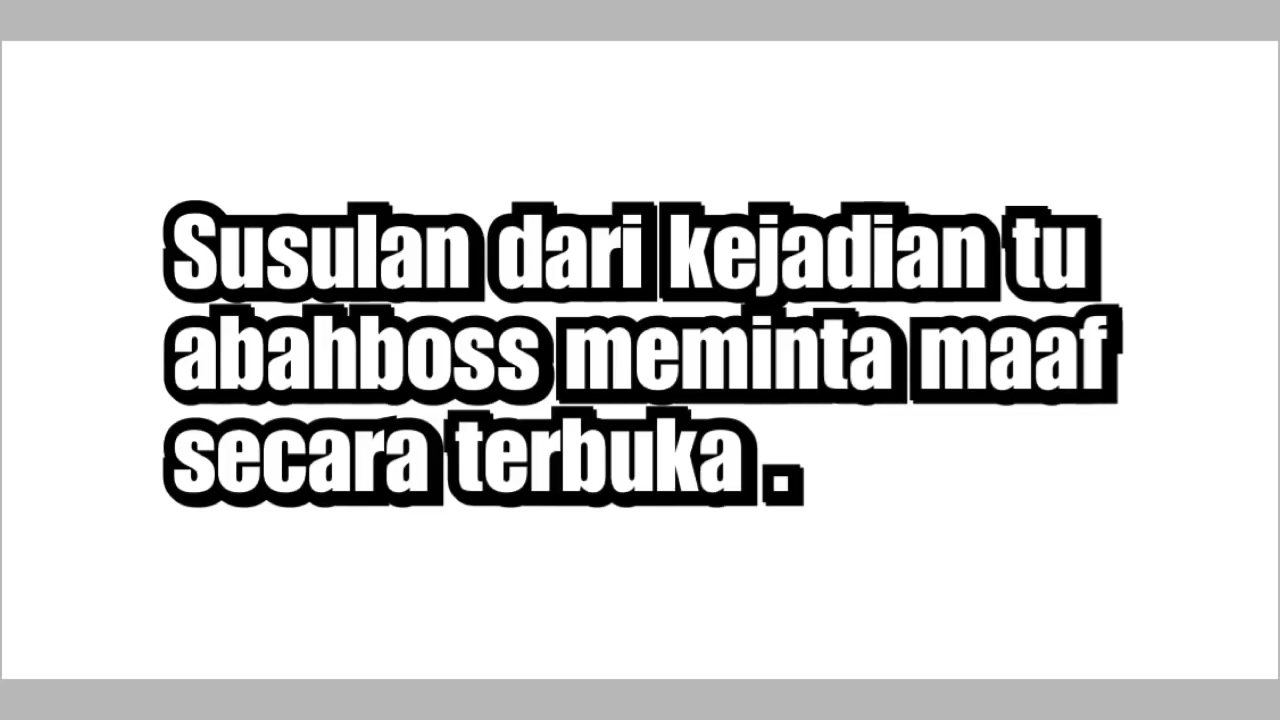 Susulan dari kejadian tu
abahboss meminta maaf
secara terbuka .